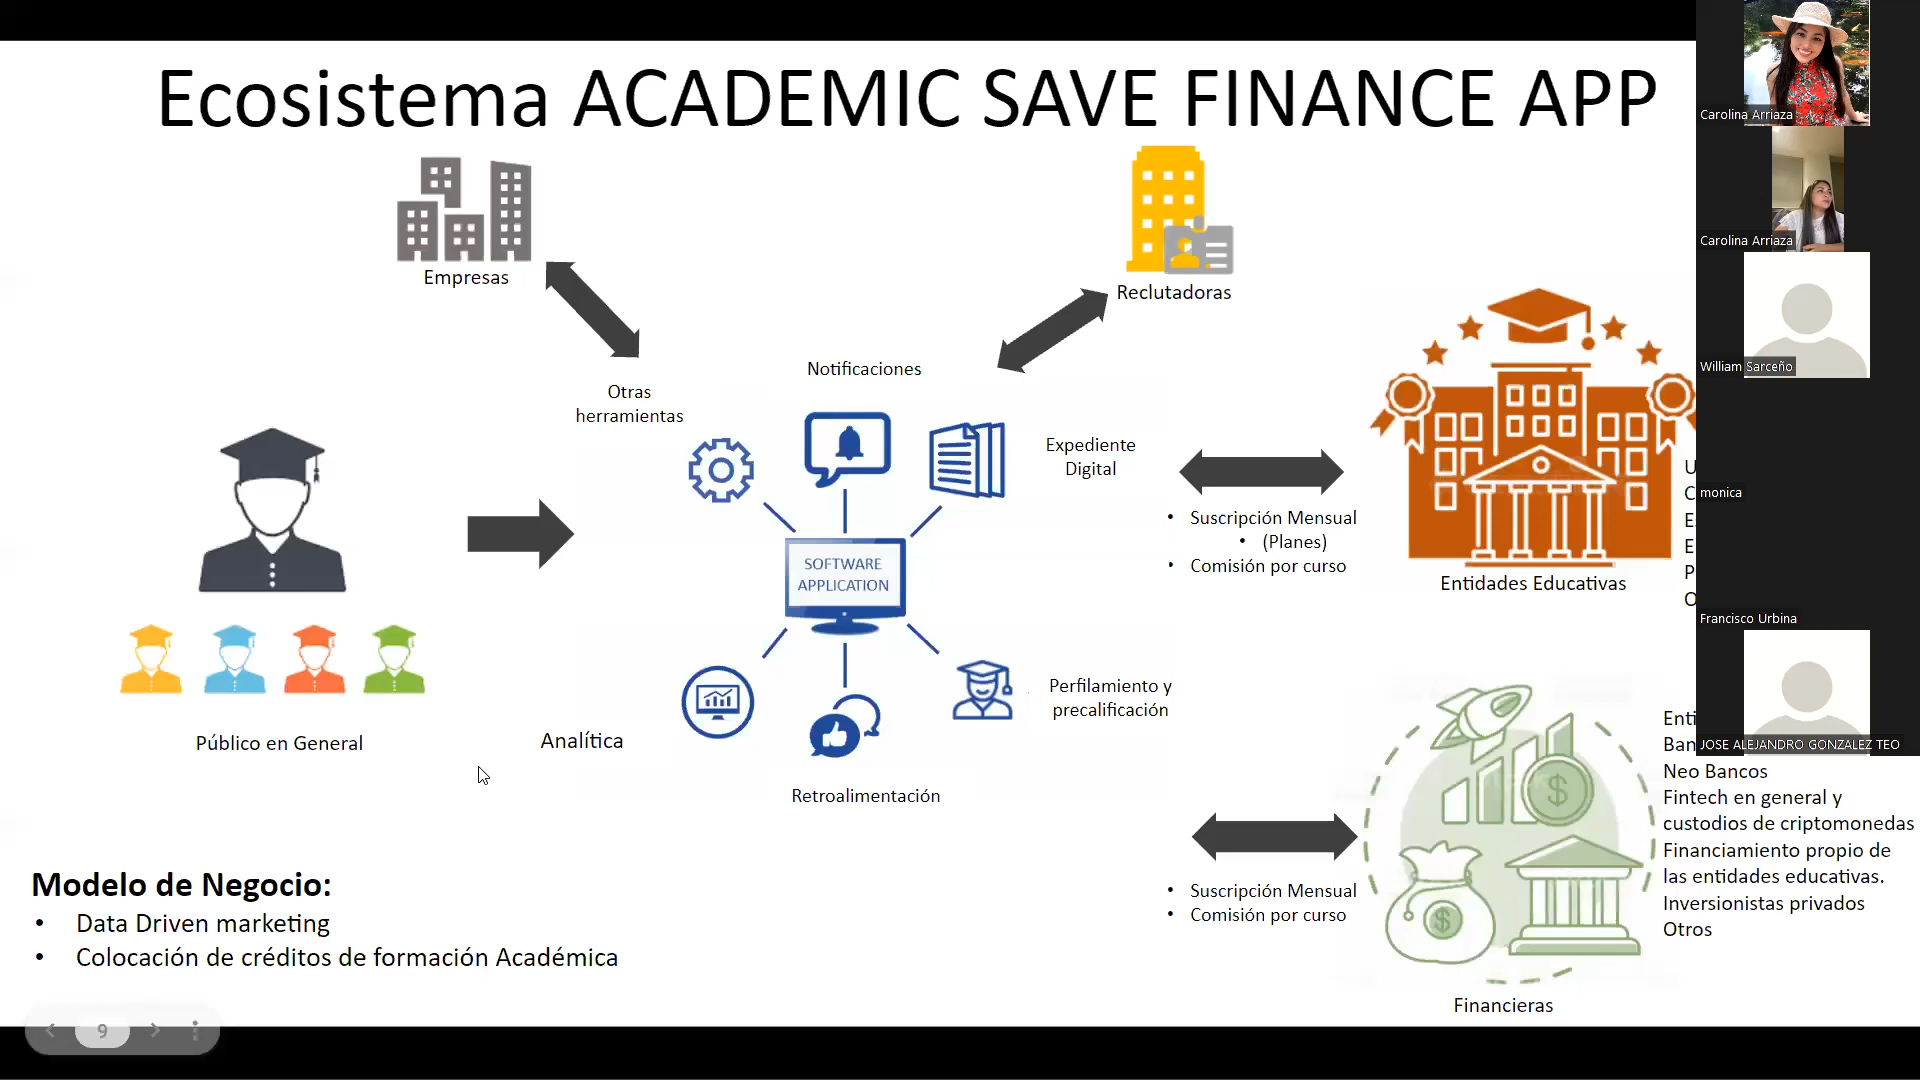 Ecosistema ACADEMIC SAVE FINANCE APP
Empresas
Reclutadoras
Notificaciones
Otras
herramientas
Expediente
Digital
SOFTWARE
APPLICATION
• Suscripción Mensual
• (Planes)
• Comisión por curso
Entidades Educativas
Público en General
Analítica
Perfilamiento y
precalificación
Retroalimentación
Neo Bancos
Fintech en general y
custodios de criptomonedas
Financiamiento propio de
las entidades educativas.
Inversionistas privados
Otros
• Suscripción Mensual
• Comisión por curso
Financieras
Modelo de Negocio:
• Data Driven marketing
• Colocación de créditos de formación Académica
9
Carolina Arriaza
Carolina Arriaza
William Sarceño
monica
Francisco Urbina
JOSE ALEJANDRO GONZALEZ TEO